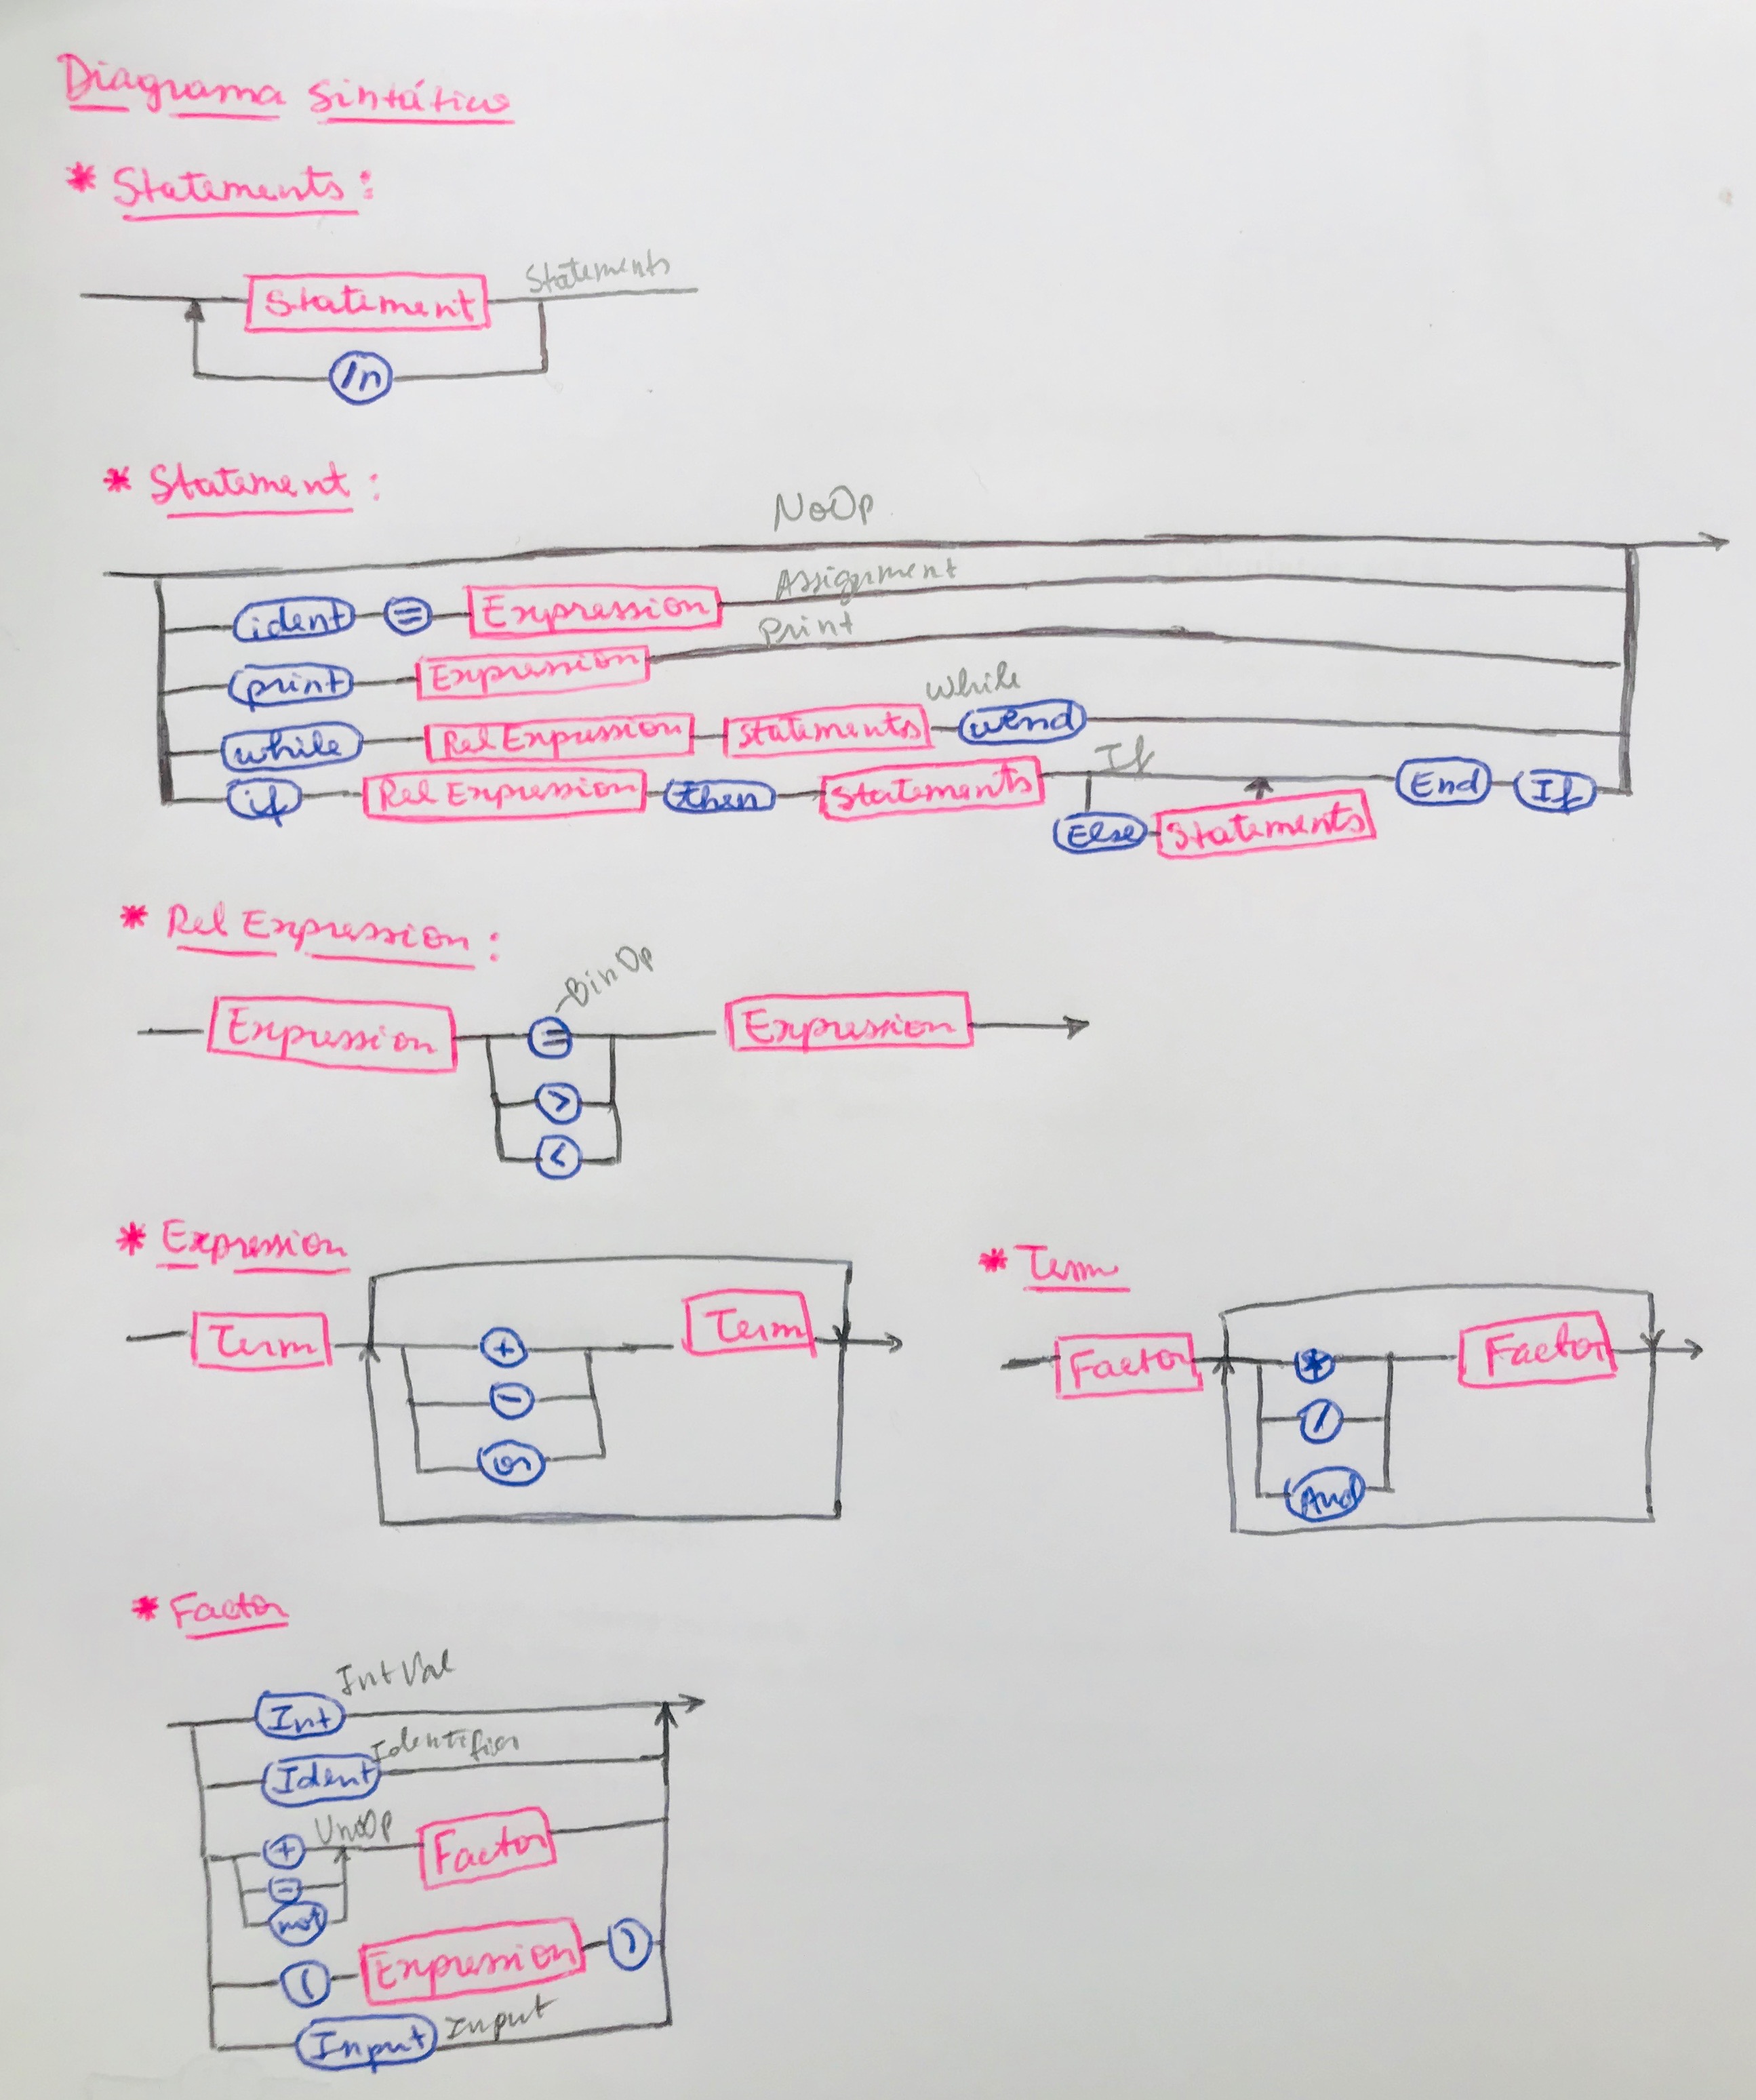 Diagrama Sintático
* Statements:
Statements
Statement
/n
* Statement:
NoOp
Assignment
ident = Expression
Print
print Expression
While
while Rel Expression Statements wend
If
if Rel Expression then Statements End If
Else Statements
* Rel Expression:
BinOp
Expression = Expression
>
<
* Expression
Term + Term
-
or
* Term
Factor * Factor
/
And
* Factor
IntVal
Int
Identifier
Ident
UnoOp
+ Factor
-
not
( Expression )
Input Input